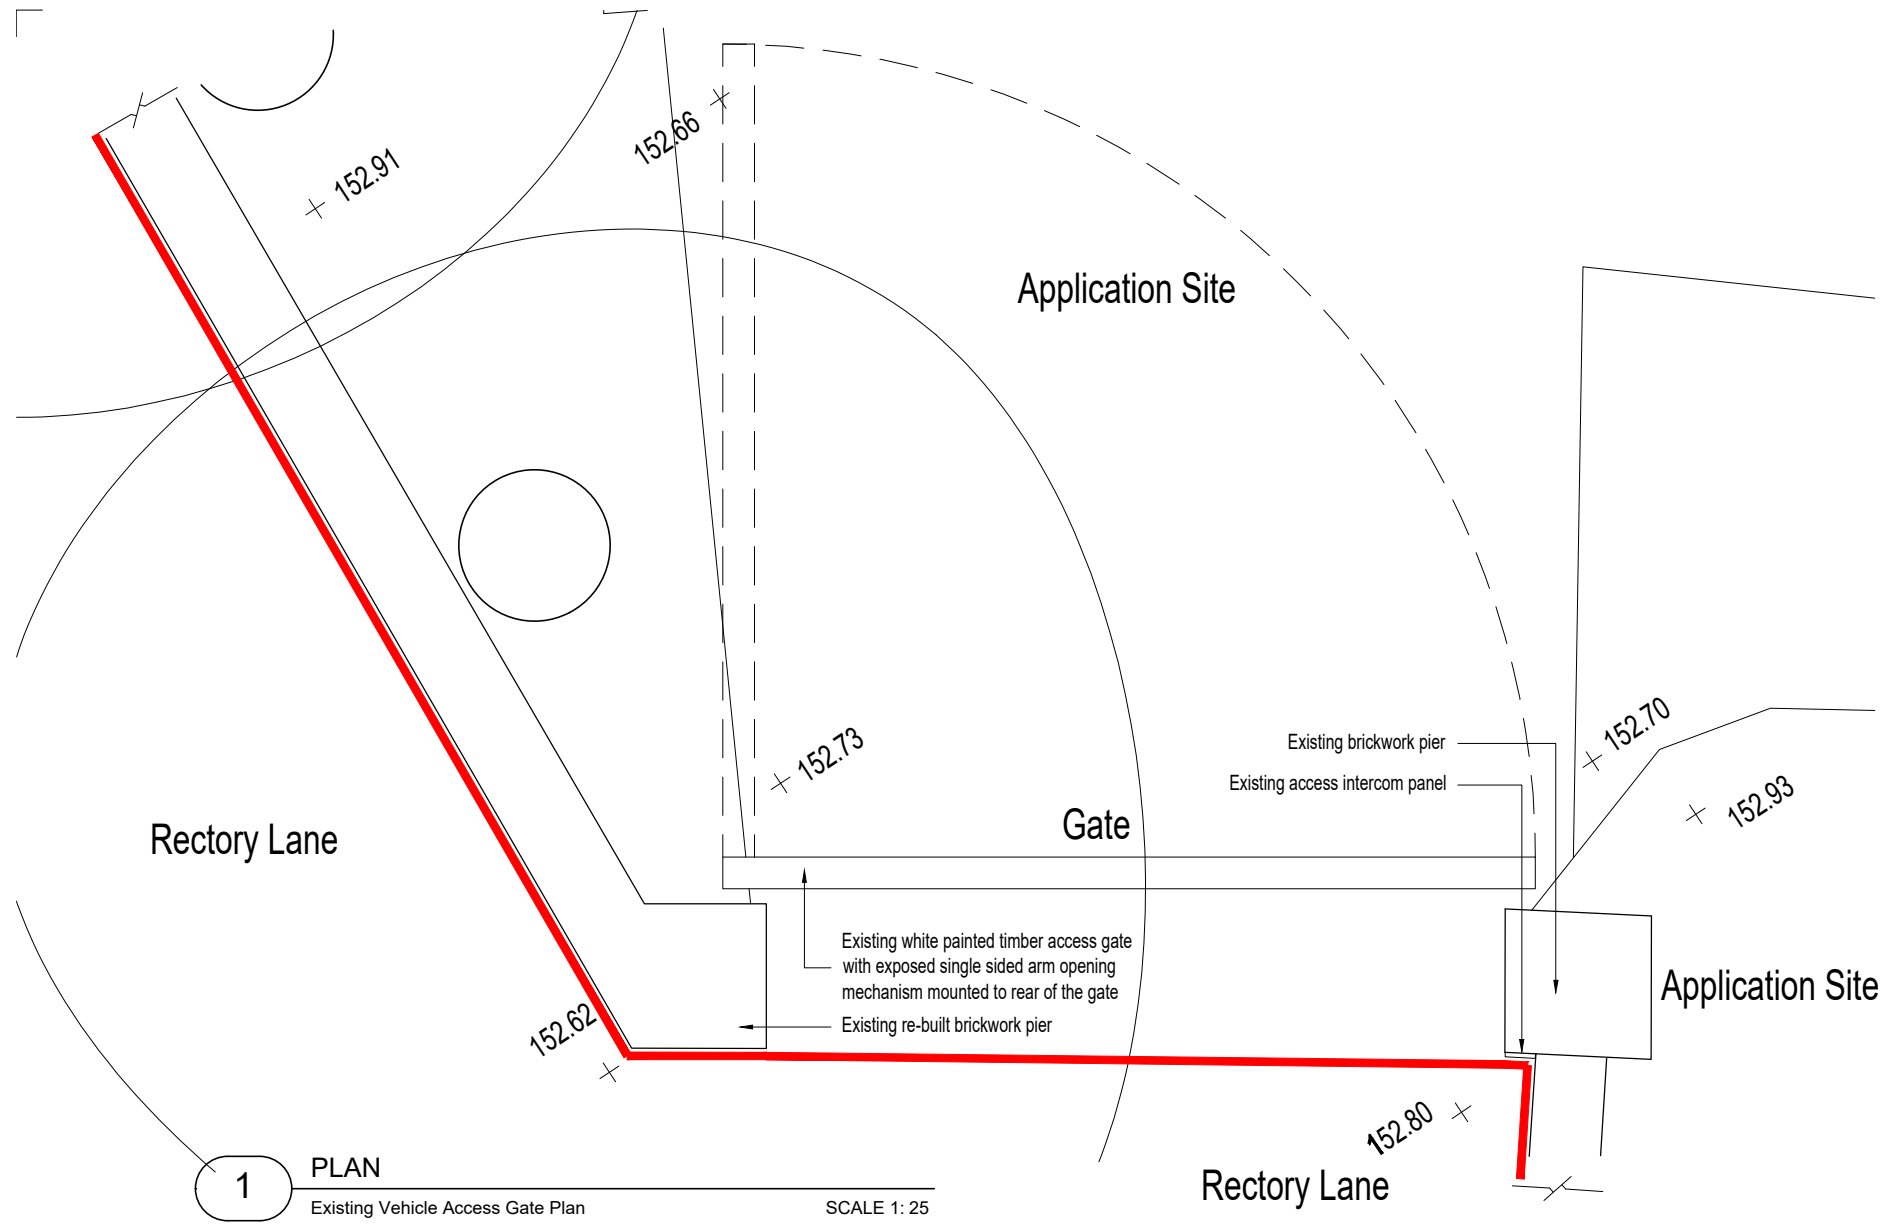 152.66
152.91
Application Site
152.70
Existing brickwork pier
152.73
Existing access intercom panel
152.93
Gate
Rectory Lane
Existing white painted timber access gate
with exposed single sided arm opening
mechanism mounted to rear of the gate
Application Site
Existing re-built brickwork pier
152.62
152.80
Rectory Lane
1
PLAN
Existing Vehicle Access Gate Plan
SCALE 1: 25